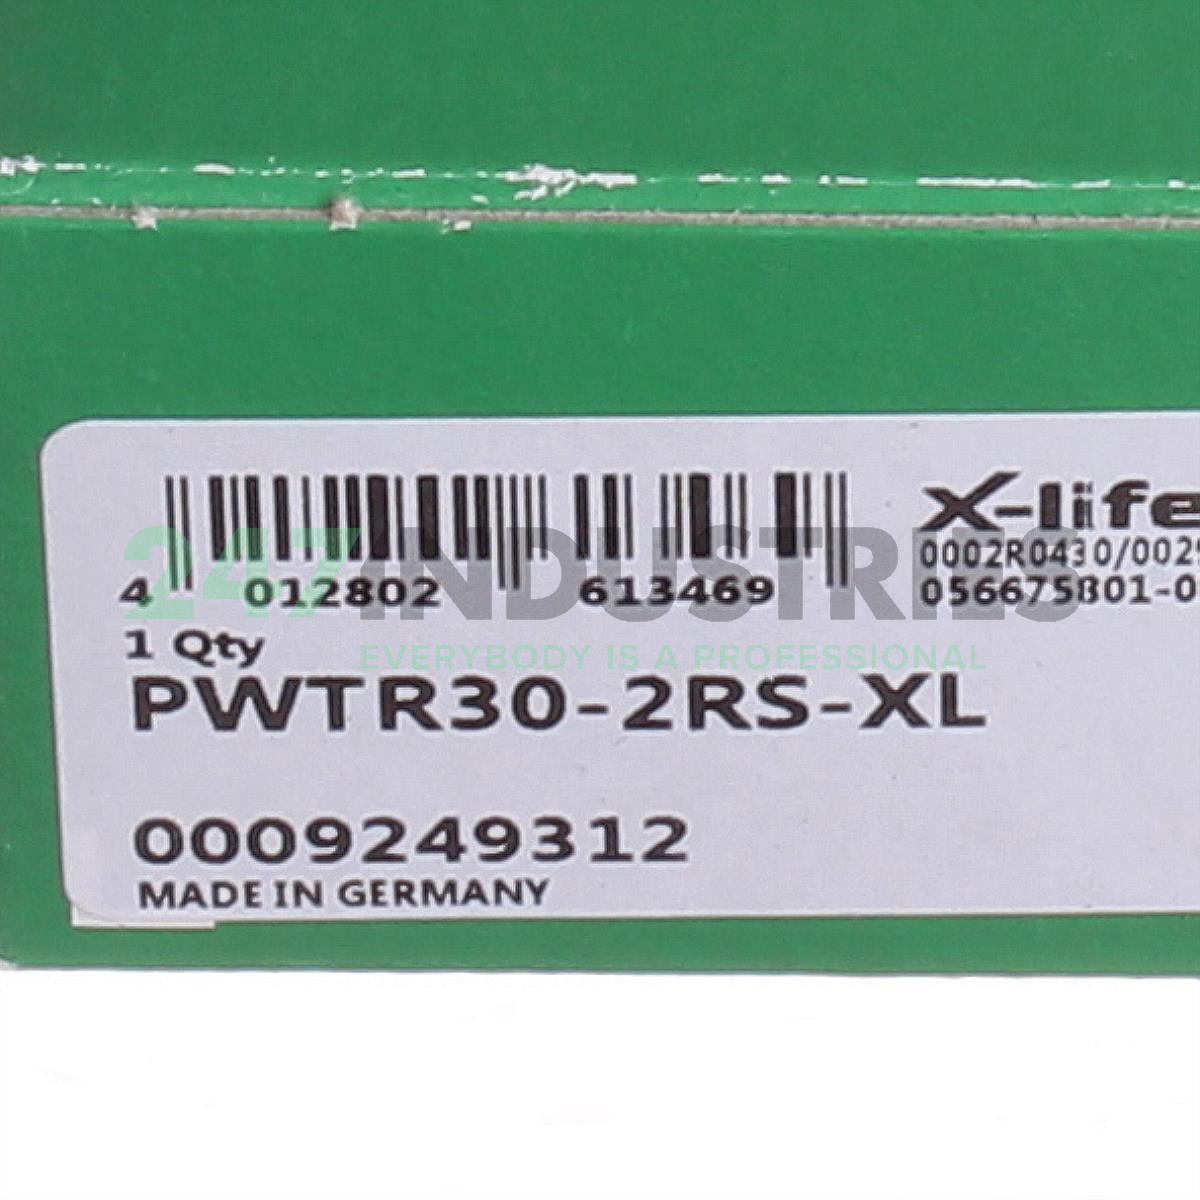 X-life
0002R0430/0029
056675801-0
4 012802 613469
1 Qty
PWTR30-2RS-XL
0009249312
MADE IN GERMANY
247INDUSTRIES
EVERYBODY IS A PROFESSIONAL